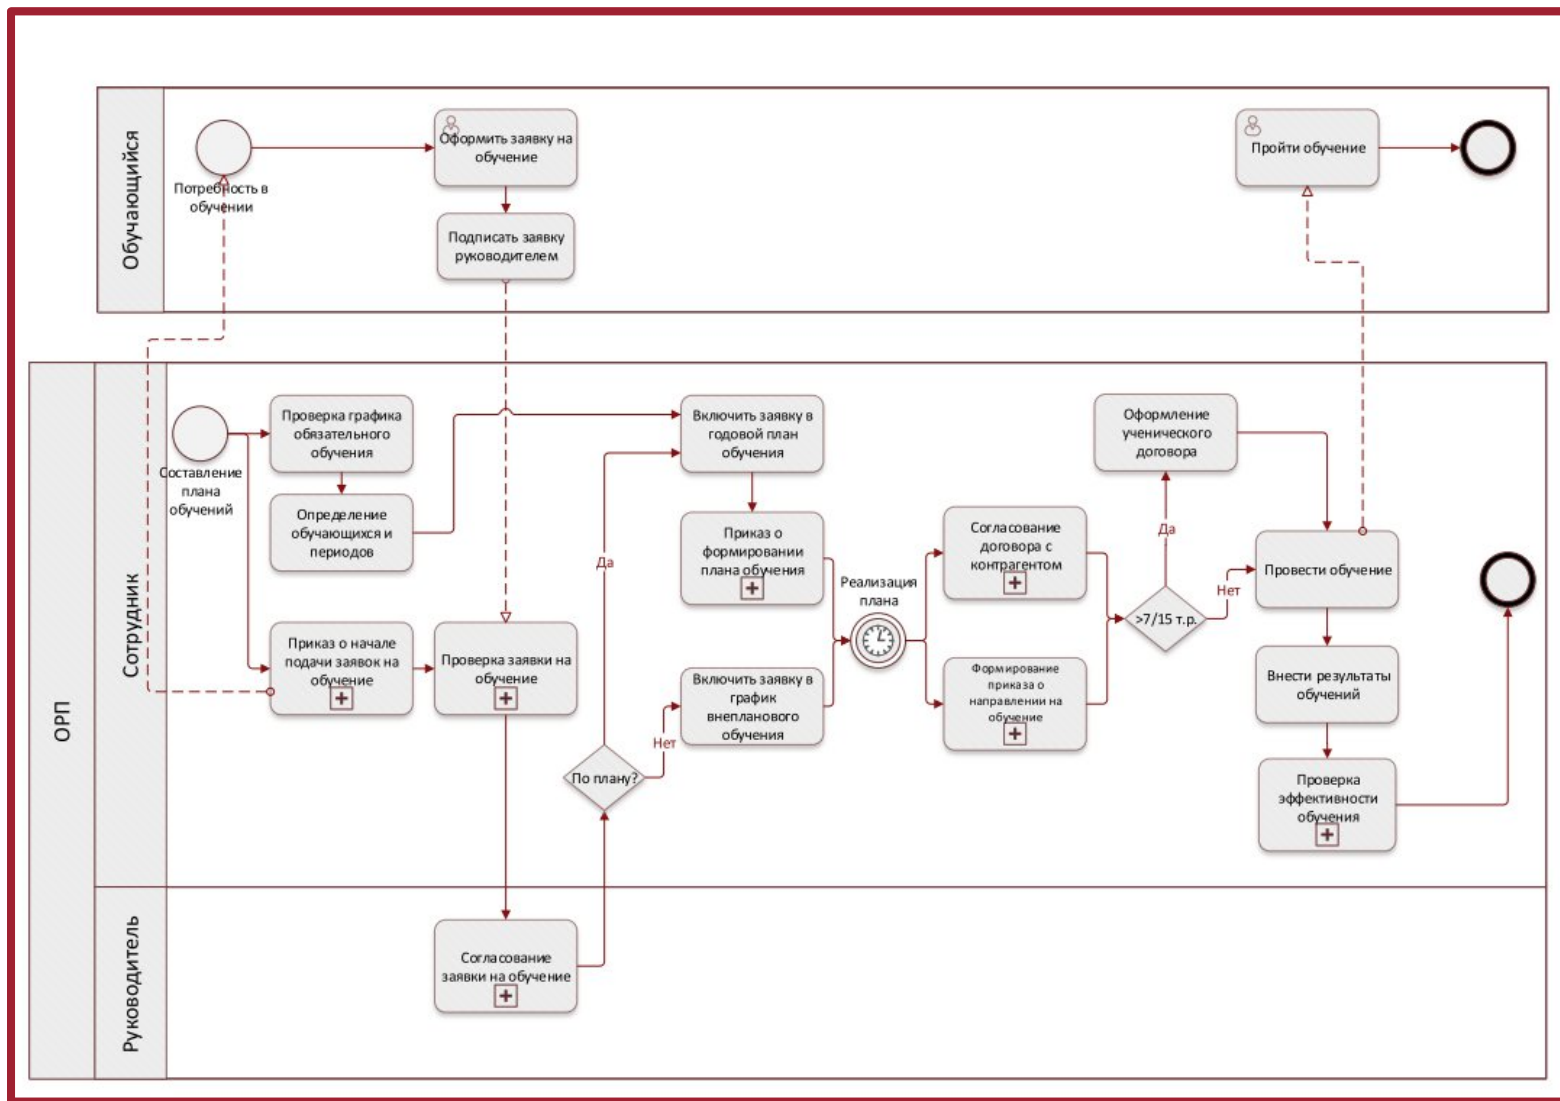 Обучающийся
Потребность в
обучении
Оформить заявку на
обучение
Подписать заявку
руководителем
Пройти обучение
ОРП
Сотрудник
Составление
плана
обучений
Проверка графика
обязательного
обучения
Определение
обучающихся и
периодов
Приказ о начале
подачи заявок на
обучение
Проверка заявки на
обучение
По плану?
Да
Нет
Включить заявку в
годовой план
обучения
Приказ о
формировании
плана обучения
Включить заявку в
график
внепланового
обучения
Реализация
плана
Согласование
договора с
контрагентом
Формирование
приказа о
направлении на
обучение
>7/15 т.р.
Да
Нет
Оформление
ученического
договора
Провести обучение
Внести результаты
обучений
Проверка
эффективности
обучения
Руководитель
Согласование
заявки на обучение